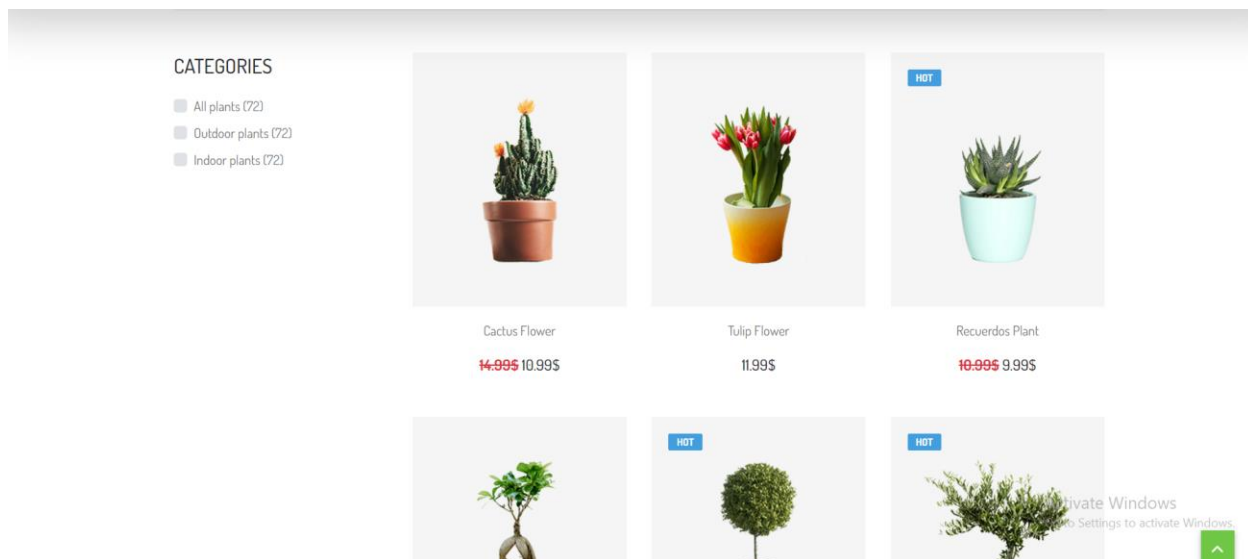 CATEGORIES
All plants (72)
Outdoor plants (72)
Indoor plants (72)
HOT
Cactus Flower
Tulip Flower
Recuerdos Plant
14.99$ 10.99$
11.99$
10.99$ 9.99$
HOT
HOT
Activate Windows
to Settings to activate Windows.